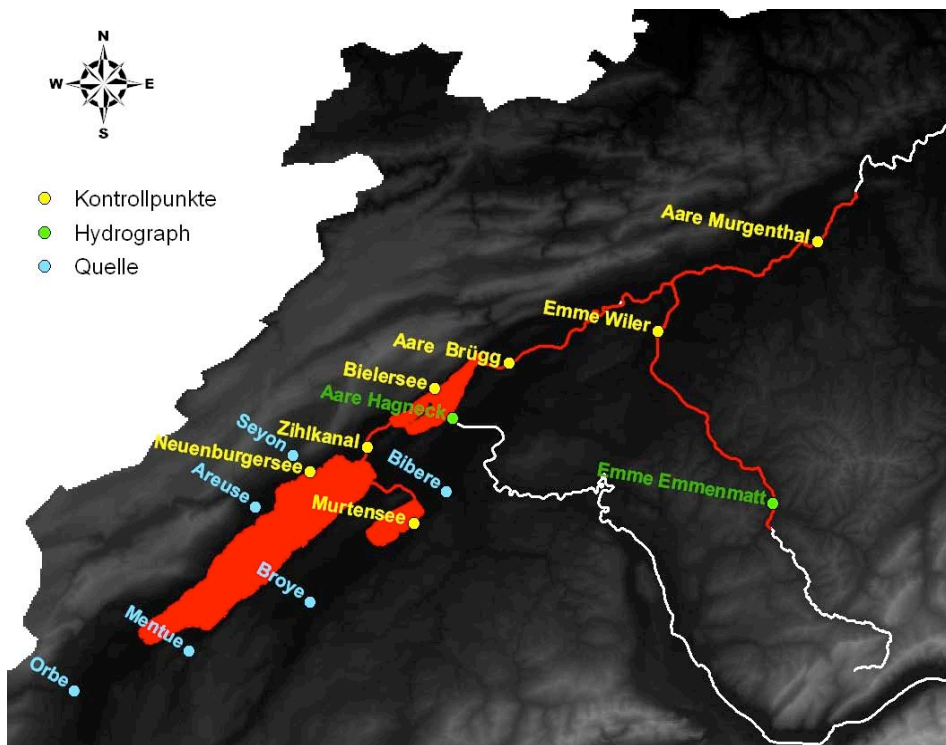 N
W E
S
Kontrollpunkte
Hydrograph
Quelle
Aare Murgenthal
Emme Wiler
Aare Brügg
Bielersee
Aare Hagneck
Zihlkanal
Seyon
Neuenburgersee
Bibere
Areuse
Emme Emmenmatt
Murtensee
Broye
Mentue
Orbe